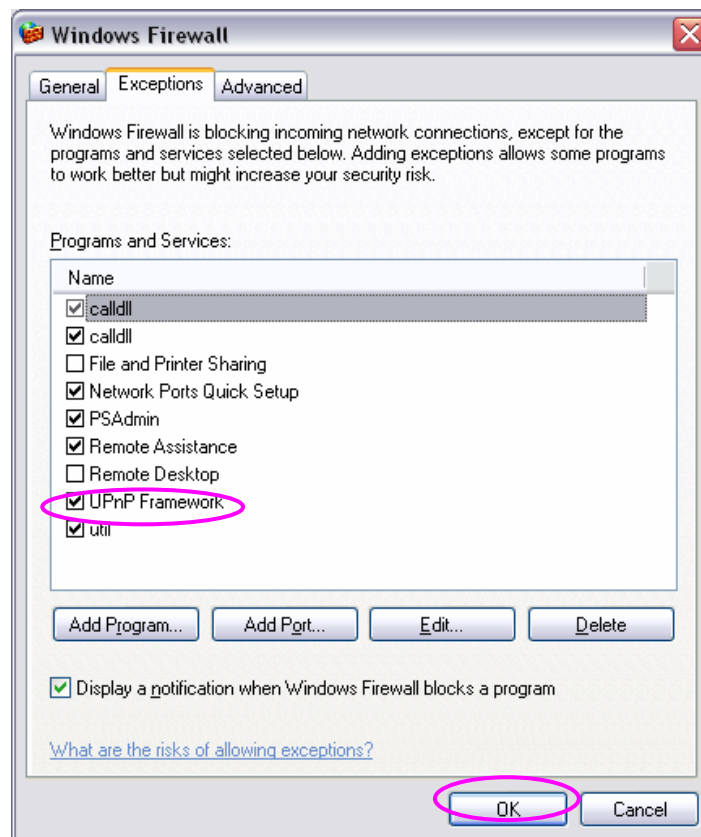 Windows Firewall
General Exceptions Advanced
Windows Firewall is blocking incoming network connections, except for the
programs and services selected below. Adding exceptions allows some programs
to work better but might increase your security risk.
Programs and Services:
Name
calldll
calldll
File and Printer Sharing
Network Ports Quick Setup
PSAdmin
Remote Assistance
Remote Desktop
UPnP Framework
util
Add Program... Add Port... Edit... Delete
Display a notification when Windows Firewall blocks a program
What are the risks of allowing exceptions?
OK Cancel